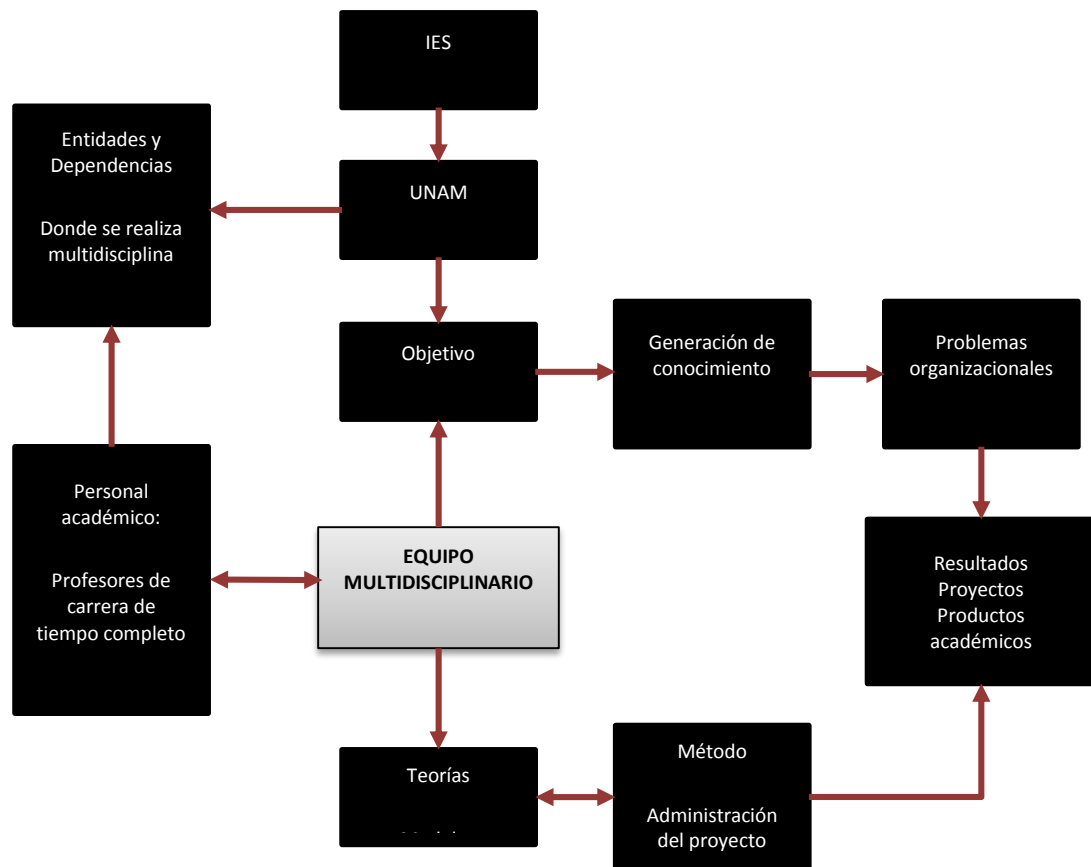 IES
Entidades y
Dependencias
Donde se realiza
multidisciplina
UNAM
Objetivo
Generación de
conocimiento
Problemas
organizacionales
Personal
académico:
Profesores de
carrera de
tiempo completo
EQUIPO
MULTIDISCIPLINARIO
Resultados
Proyectos
Productos
académicos
Teorías
Método
Administración
del proyecto